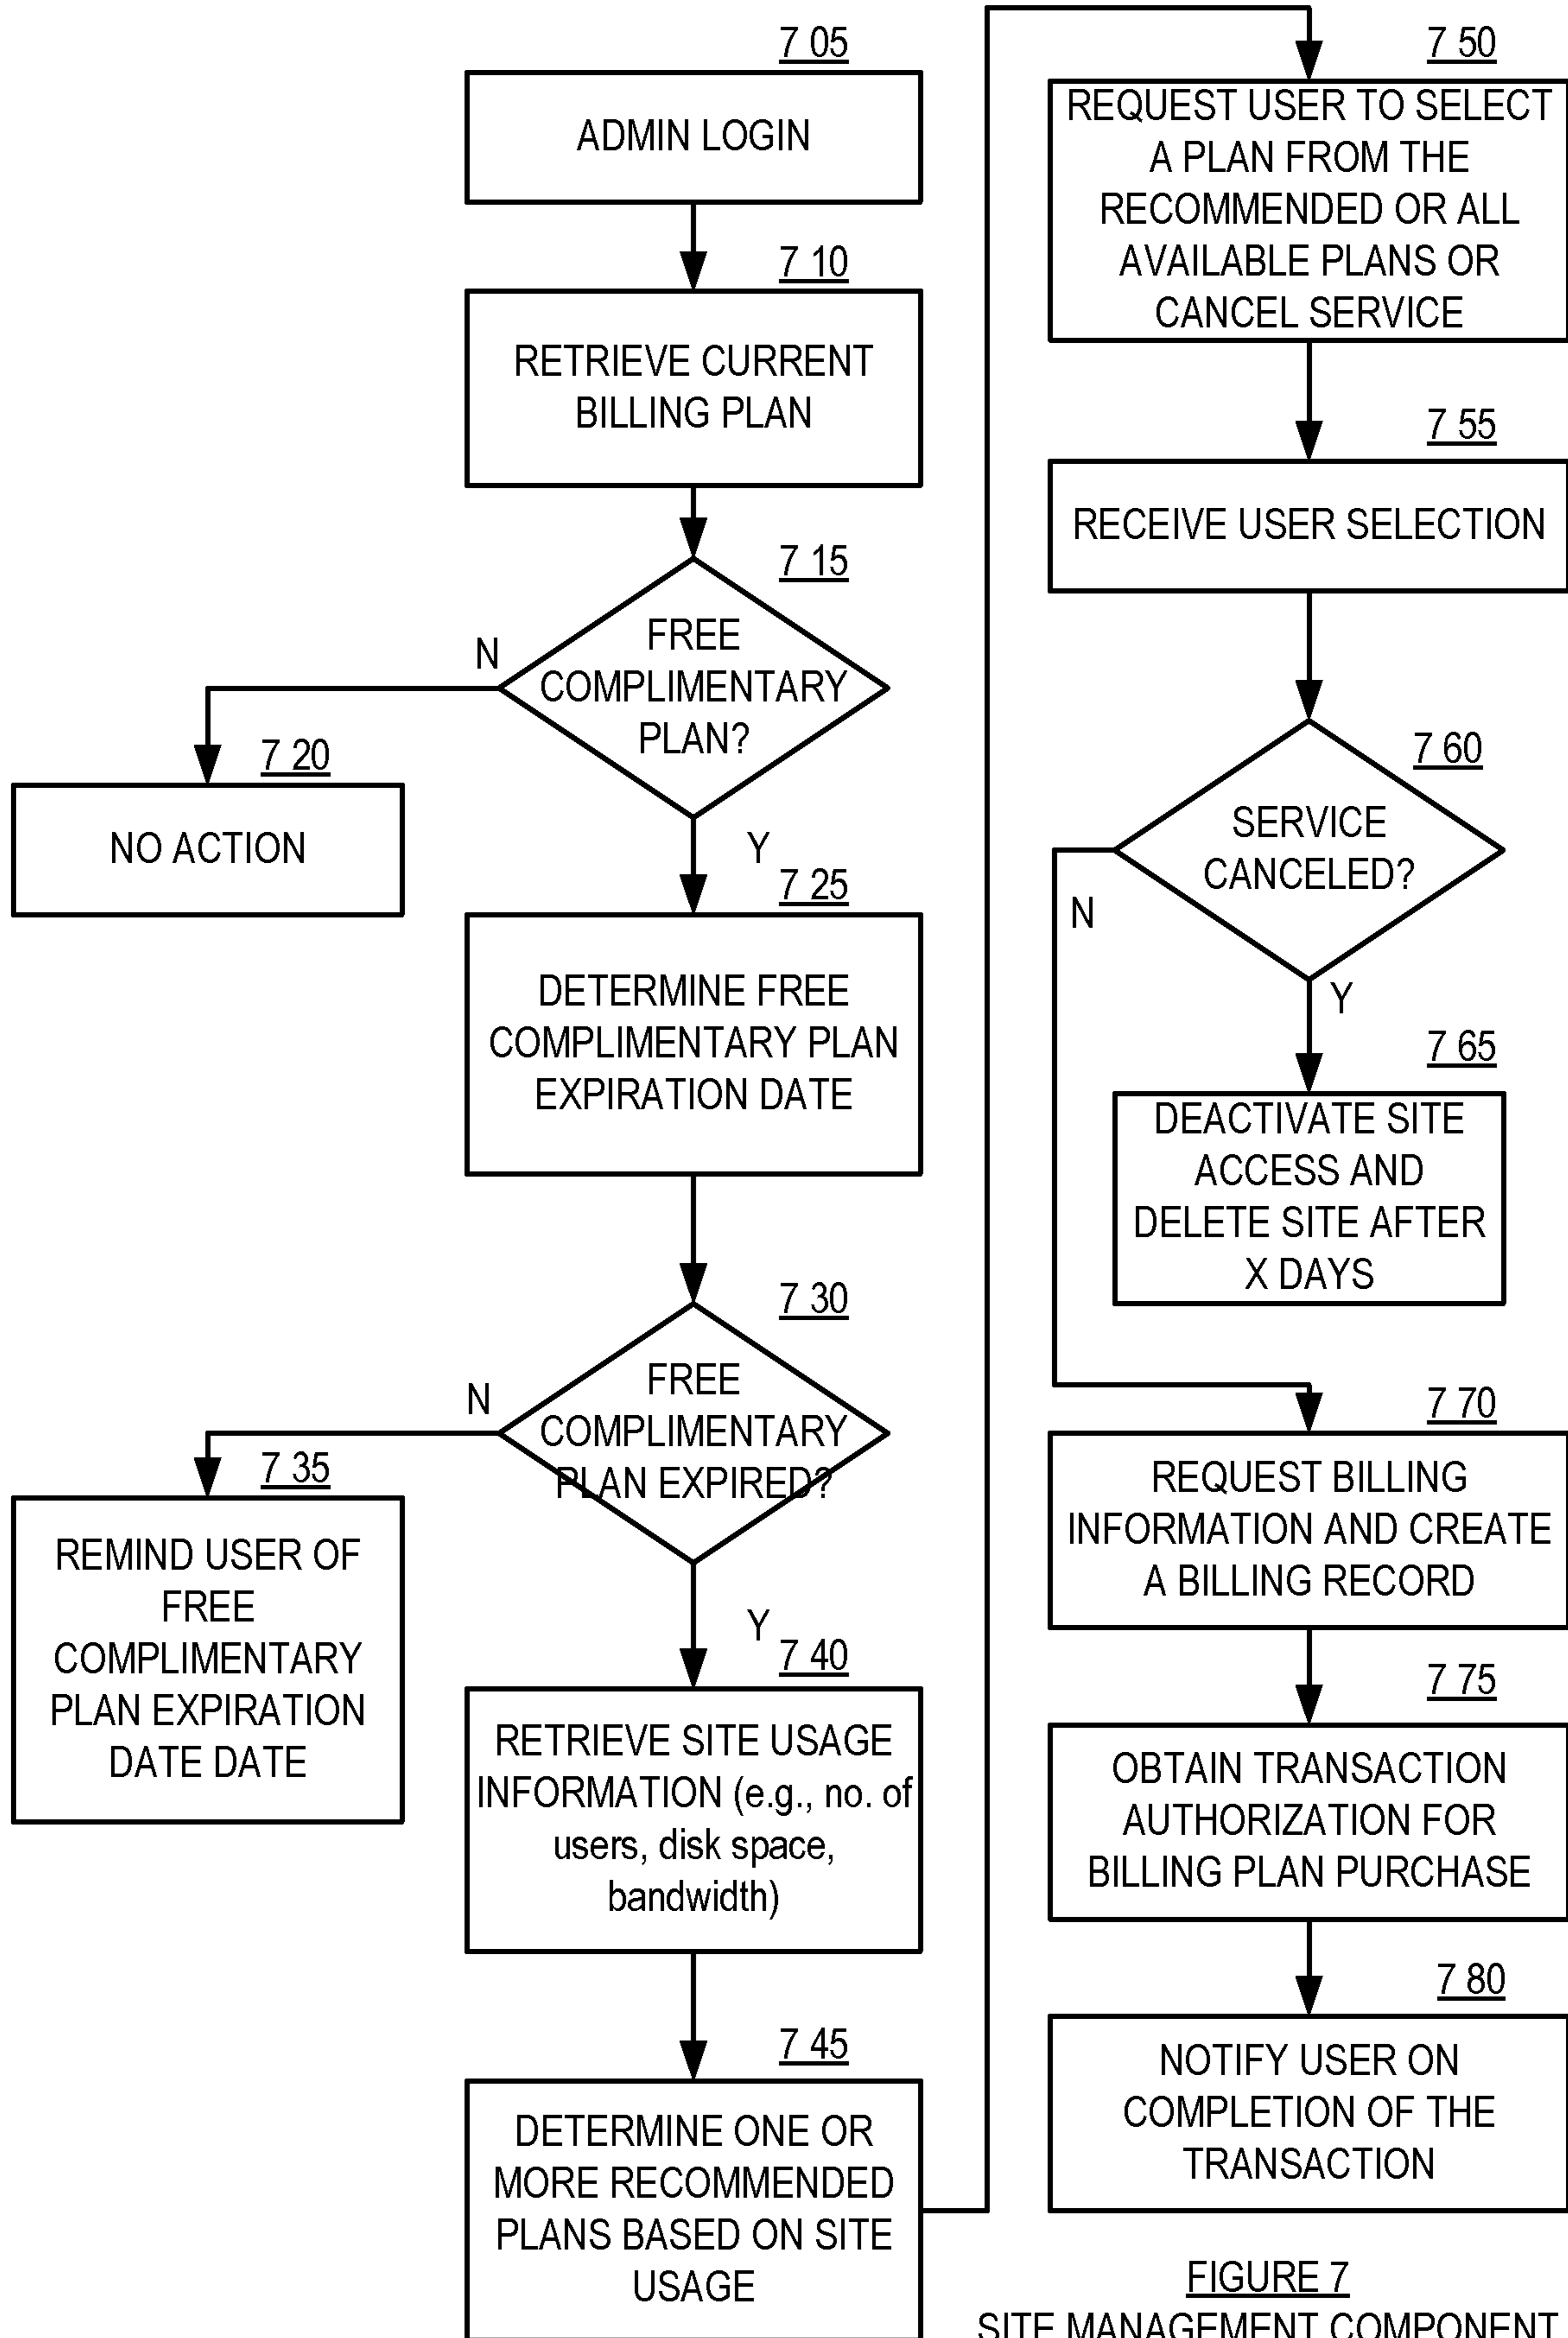 7 05
ADMIN LOGIN
7 10
RETRIEVE CURRENT
BILLING PLAN
7 15
FREE
COMPLIMENTARY
PLAN?
N
7 20
NO ACTION
Y
7 25
DETERMINE FREE
COMPLIMENTARY PLAN
EXPIRATION DATE
7 30
FREE
COMPLIMENTARY
PLAN EXPIRED?
N
7 35
REMIND USER OF
FREE
COMPLIMENTARY
PLAN EXPIRATION
DATE DATE
Y
7 40
RETRIEVE SITE USAGE
INFORMATION (e.g., no. of
users, disk space,
bandwidth)
7 45
DETERMINE ONE OR
MORE RECOMMENDED
PLANS BASED ON SITE
USAGE
7 50
REQUEST USER TO SELECT
A PLAN FROM THE
RECOMMENDED OR ALL
AVAILABLE PLANS OR
CANCEL SERVICE
7 55
RECEIVE USER SELECTION
7 60
SERVICE
CANCELED?
N
Y
7 65
DEACTIVATE SITE
ACCESS AND
DELETE SITE AFTER
X DAYS
7 70
REQUEST BILLING
INFORMATION AND CREATE
A BILLING RECORD
7 75
OBTAIN TRANSACTION
AUTHORIZATION FOR
BILLING PLAN PURCHASE
7 80
NOTIFY USER ON
COMPLETION OF THE
TRANSACTION
FIGURE 7
SITE MANAGEMENT COMPONENT